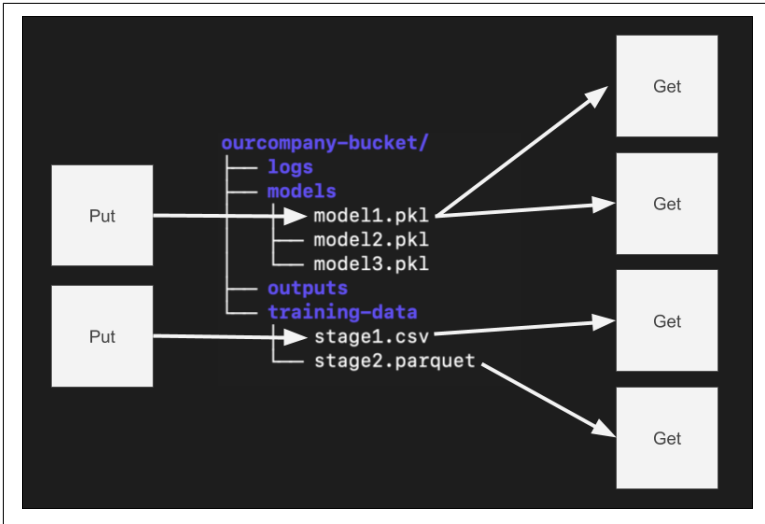 Put
Put
ourcompany-bucket/
logs
models
model1.pkl
model2.pkl
model3.pkl
outputs
training-data
stage1.csv
stage2.parquet
Get
Get
Get
Get